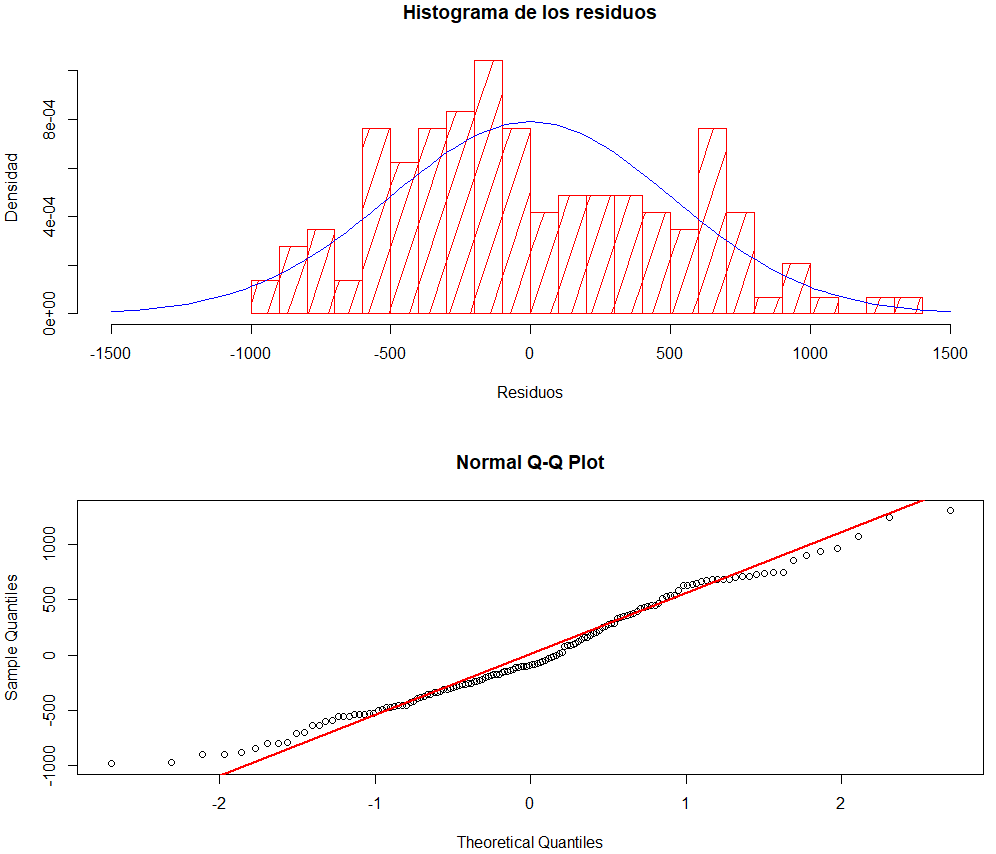 Histograma de los residuos
Densidad
0e+00 4e-04 8e-04
-1500 -1000 -500 0 500 1000 1500
Residuos
Normal Q-Q Plot
Sample Quantiles
-1000 -500 0 500 1000
-2 -1 0 1 2
Theoretical Quantiles